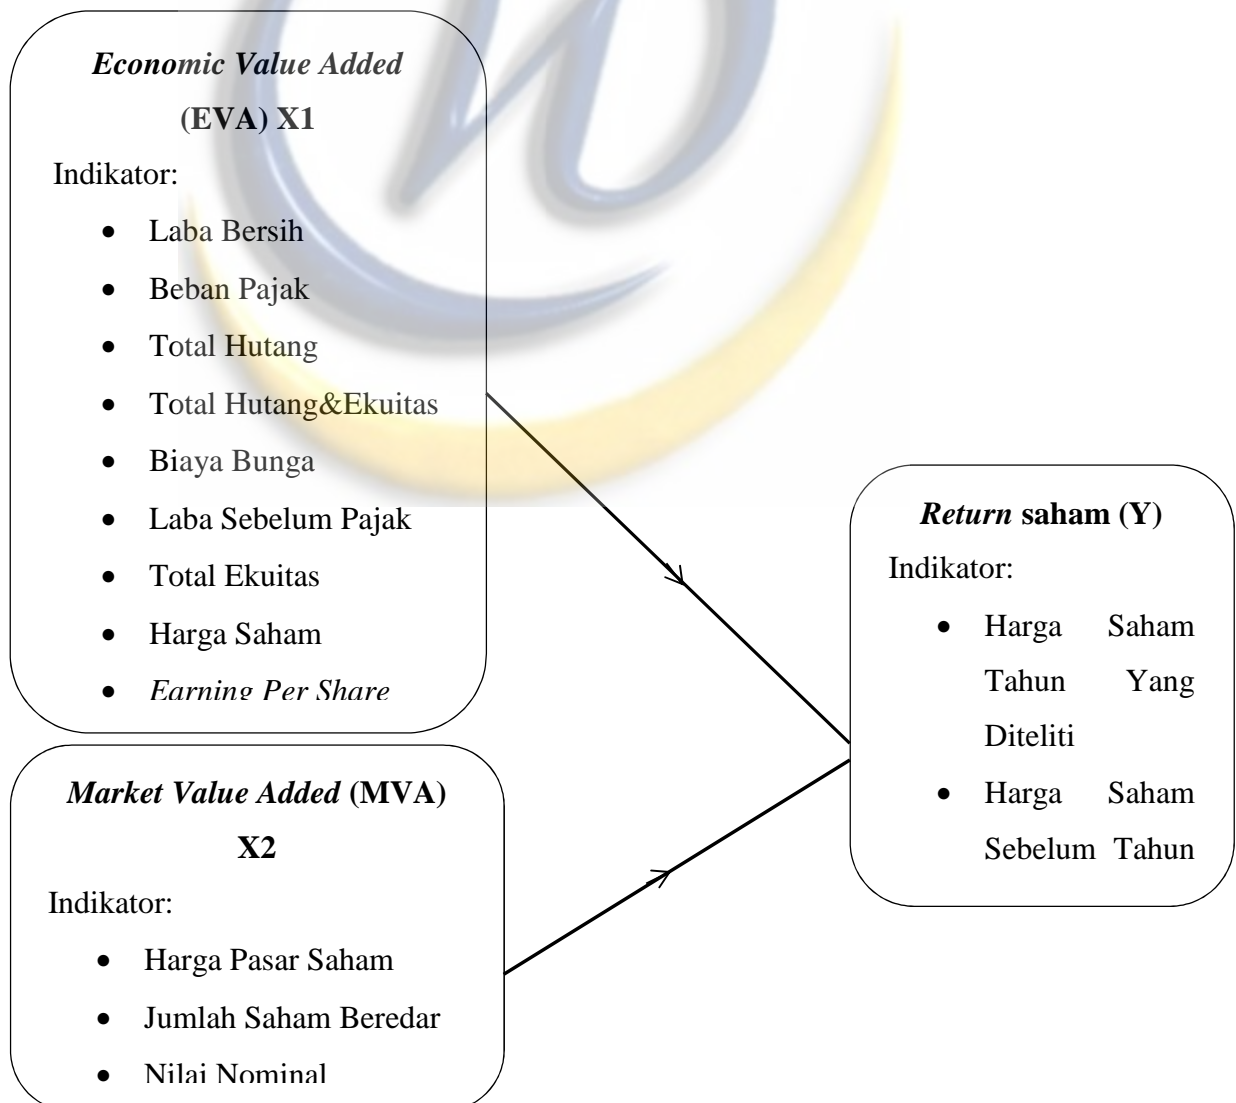 Economic Value Added
(EVA) X1
Indikator:
• Laba Bersih
• Beban Pajak
• Total Hutang
• Total Hutang&Ekuitas
• Biaya Bunga
• Laba Sebelum Pajak
• Total Ekuitas
• Harga Saham
• Earning Per Share
Market Value Added (MVA)
X2
Indikator:
• Harga Pasar Saham
• Jumlah Saham Beredar
• Nilai Nominal
Return saham (Y)
Indikator:
• Harga Saham
Tahun Yang
Diteliti
• Harga Saham
Sebelum Tahun